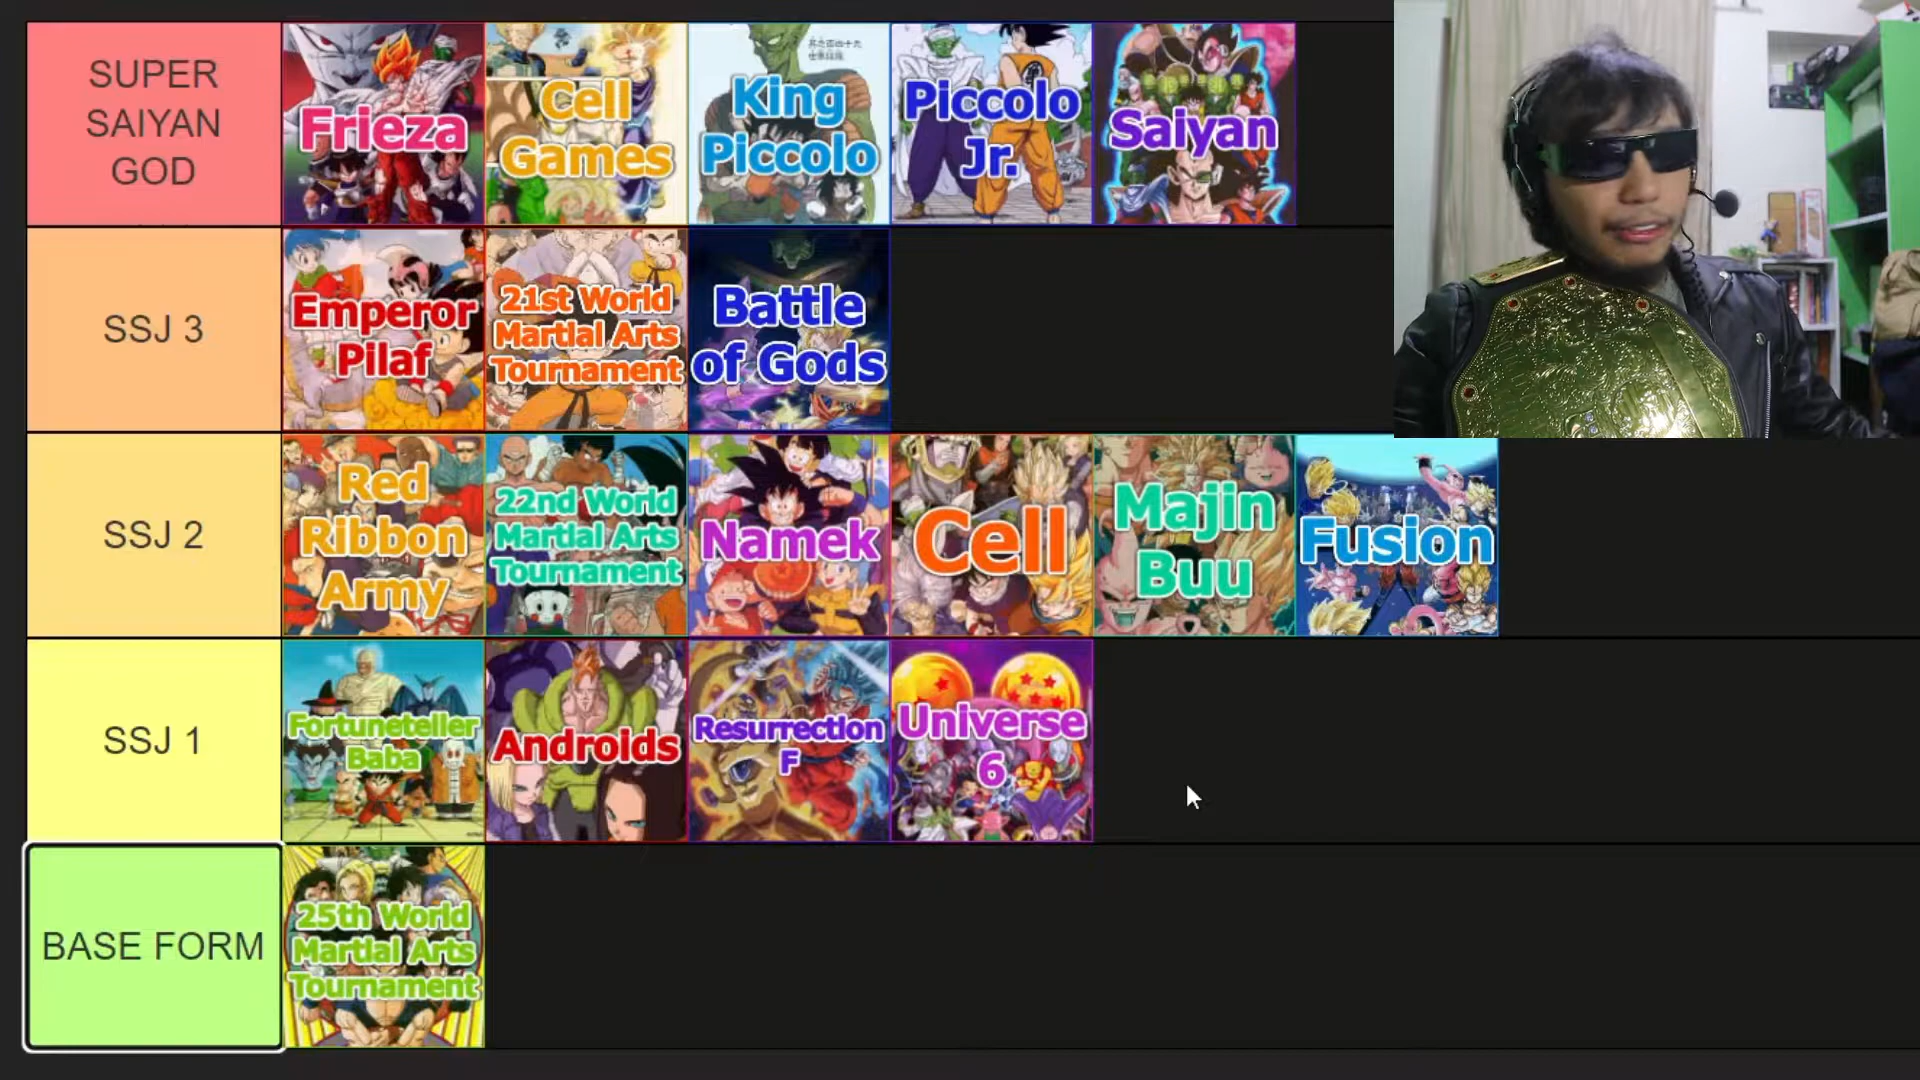 SUPER
SAIYAN
GOD
Frieza
Cell
Games
King
Piccolo
Piccolo
Jr.
Saiyan
SSJ 3
Emperor
Pilaf
21st World
Martial Arts
Tournament
Battle
of Gods
SSJ 2
Red
Ribbon
Army
22nd World
Martial Arts
Tournament
Namek
Cell
Majin
Buu
Fusion
SSJ 1
Fortuneteller
Baba
Androids
Resurrection
F
Universe
6
BASE FORM
25th World
Martial Arts
Tournament